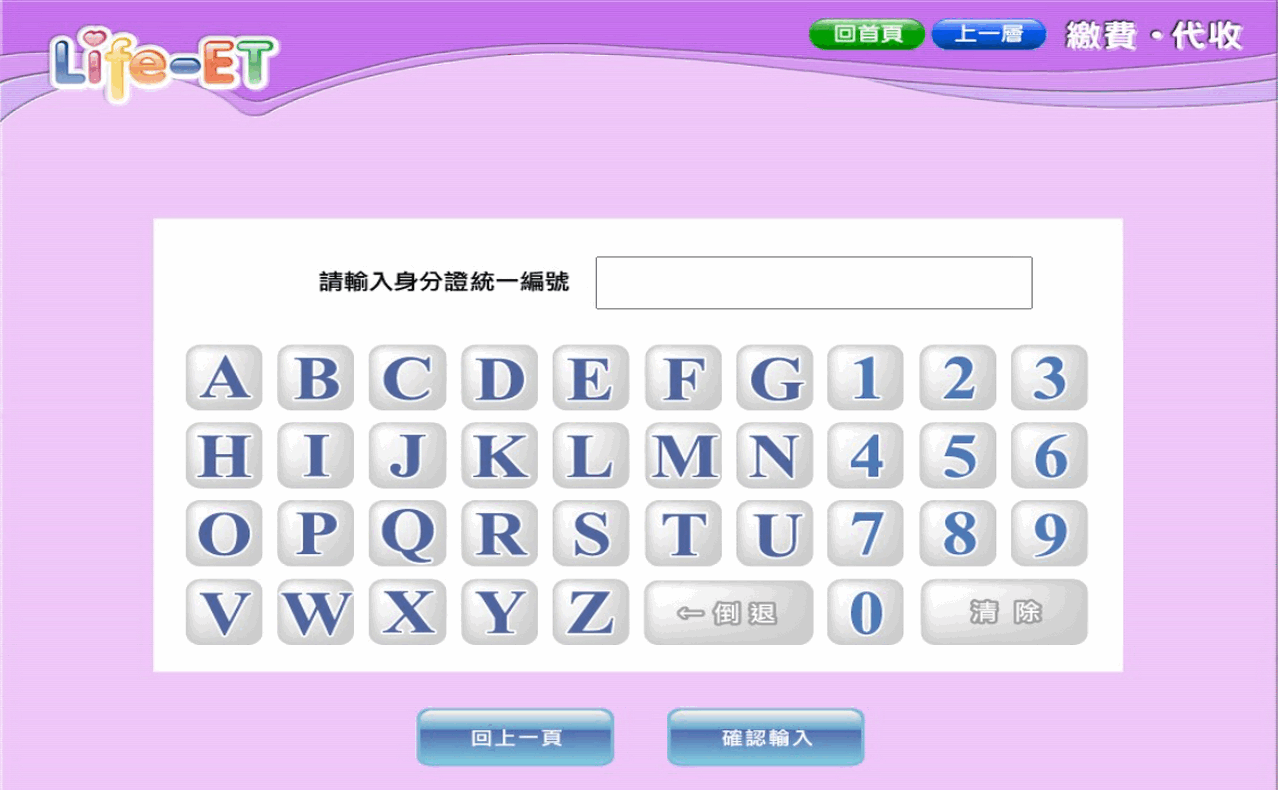 Life-ET
回首頁 上一層 繳費・代收
請輸入身分證統一編號
A B C D E F G 1 2 3
H I J K L M N 4 5 6
O P Q R S T U 7 8 9
V W X Y Z ←倒退 0 清除
回上一頁 確認輸入